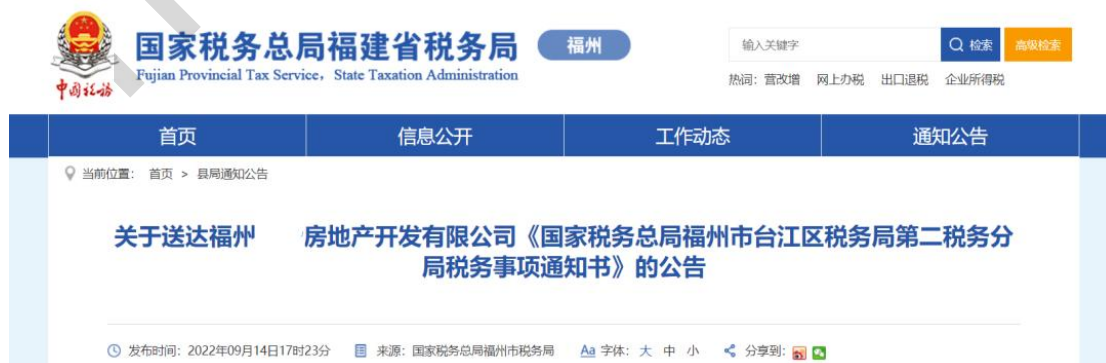 国家税务总局福建省税务局 福州
Fujian Provincial Tax Service, State Taxation Administration
中国税务
输入关键字 检索 高级检索
热词: 营改增 网上办税 出口退税 企业所得税
首页 信息公开 工作动态 通知公告
当前位置: 首页 > 县局通知公告
关于送达福州 房地产开发有限公司《国家税务总局福州市台江区税务局第二税务分
局税务事项通知书》的公告
发布时间: 2022年09月14日17时23分 来源: 国家税务总局福州市税务局 Aa 字体: 大 中 小 分享到: